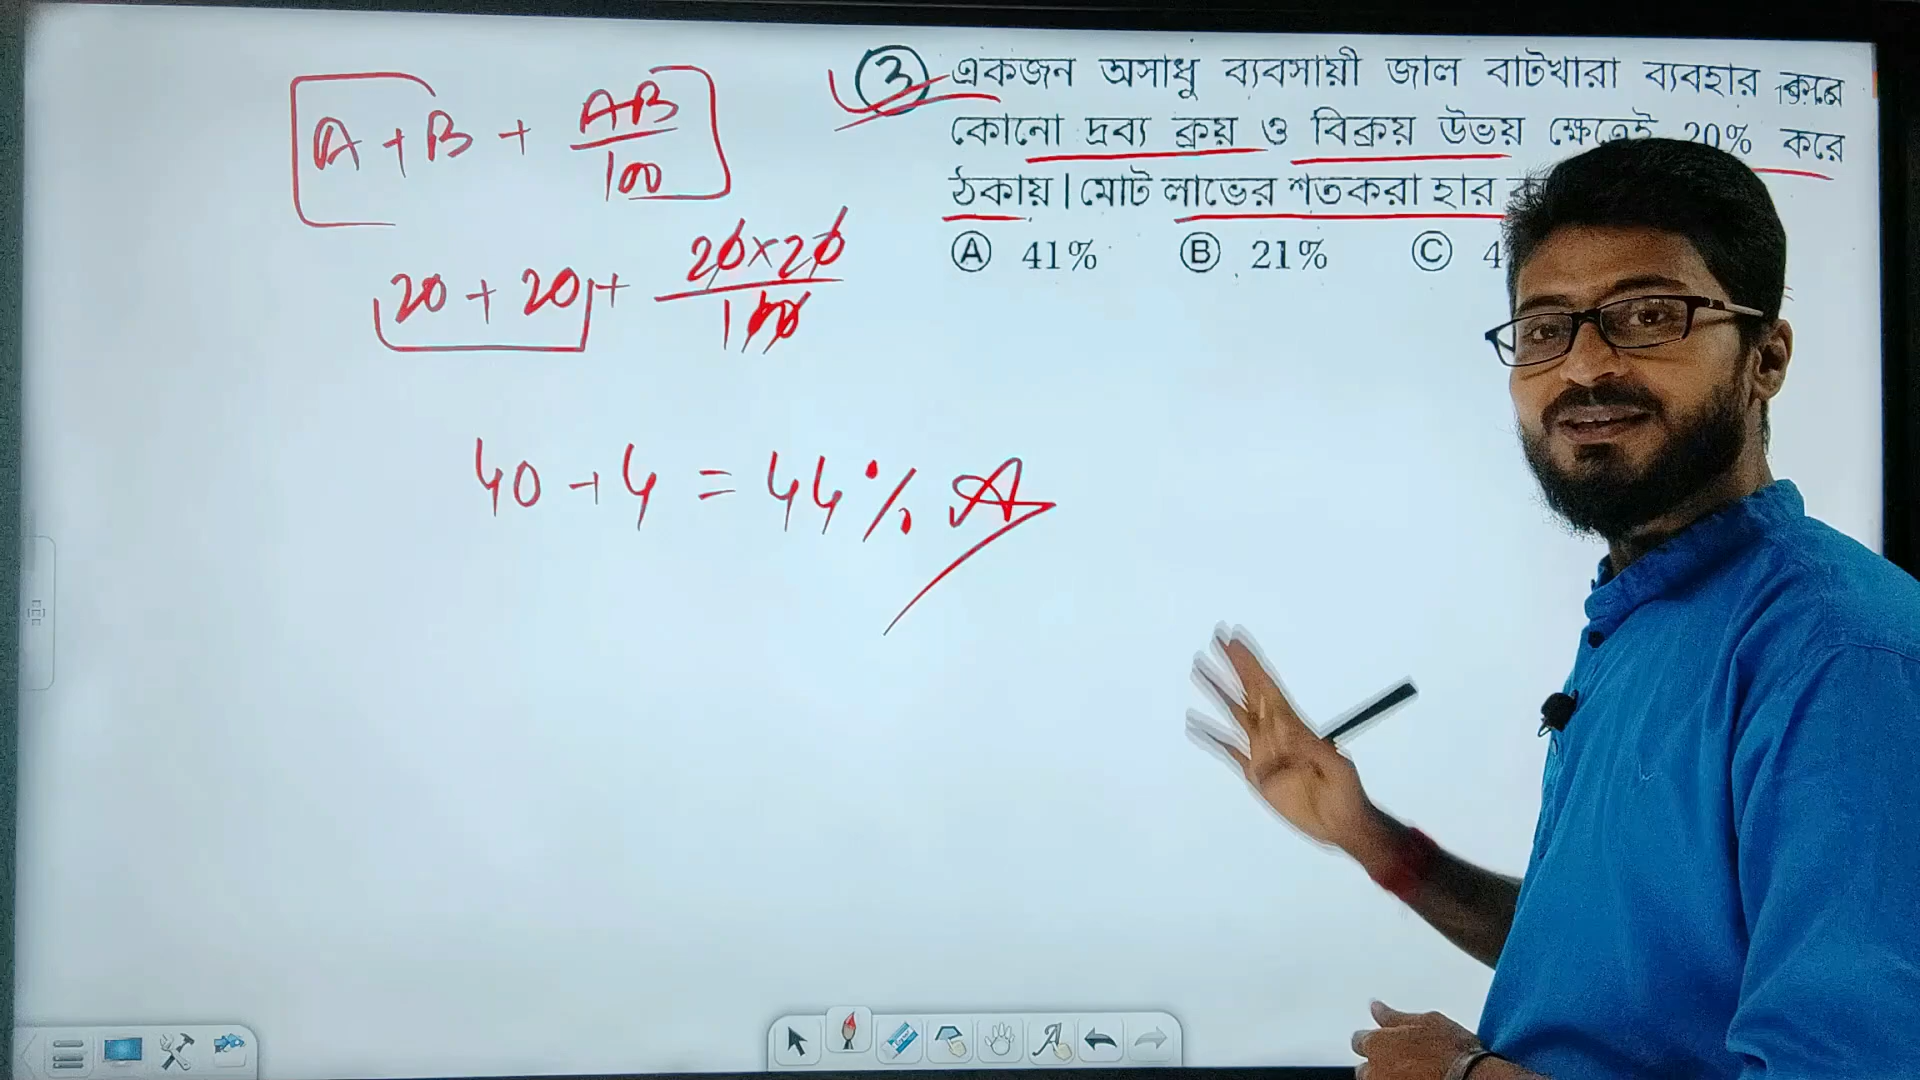 A + B + AB/100
20 + 20 + 20×20/100
40 + 4 = 44% A
3 একজন অসাধু ব্যবসায়ী জাল বাটখারা ব্যবহার করে
কোনো দ্রব্য ক্রয় ও বিক্রয় উভয় ক্ষেত্রেই 20% করে
ঠকায়। মোট লাভের শতকরা হার
A 41% B 21% C 4